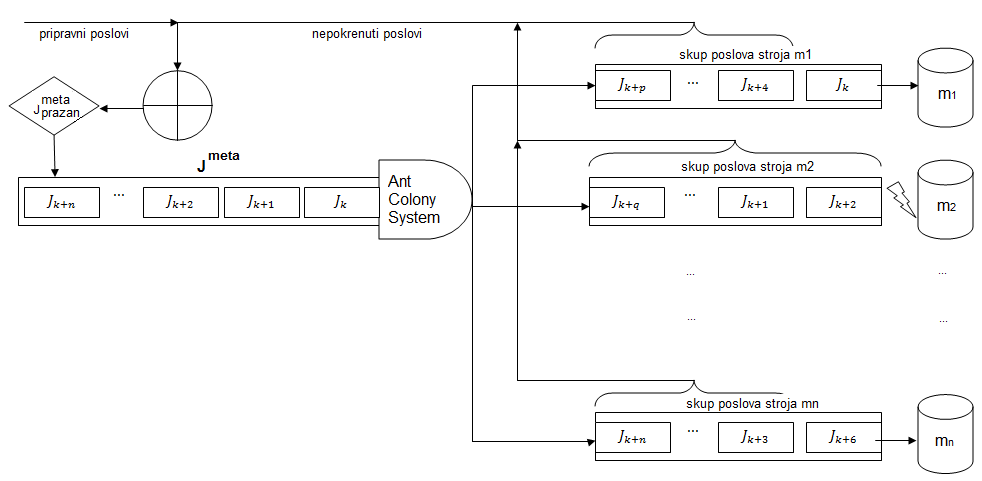 pripravni poslovi
nepokrenuti poslovi
meta
J prazan
J meta
J_{k+n} ... J_{k+2} J_{k+1} J_k
Ant
Colony
System
skup poslova stroja m1
J_{k+p} ... J_{k+4} J_k
m1
skup poslova stroja m2
J_{k+q} ... J_{k+1} J_{k+2}
m2
... ...
... ...
skup poslova stroja mn
J_{k+n} ... J_{k+3} J_{k+6}
mn